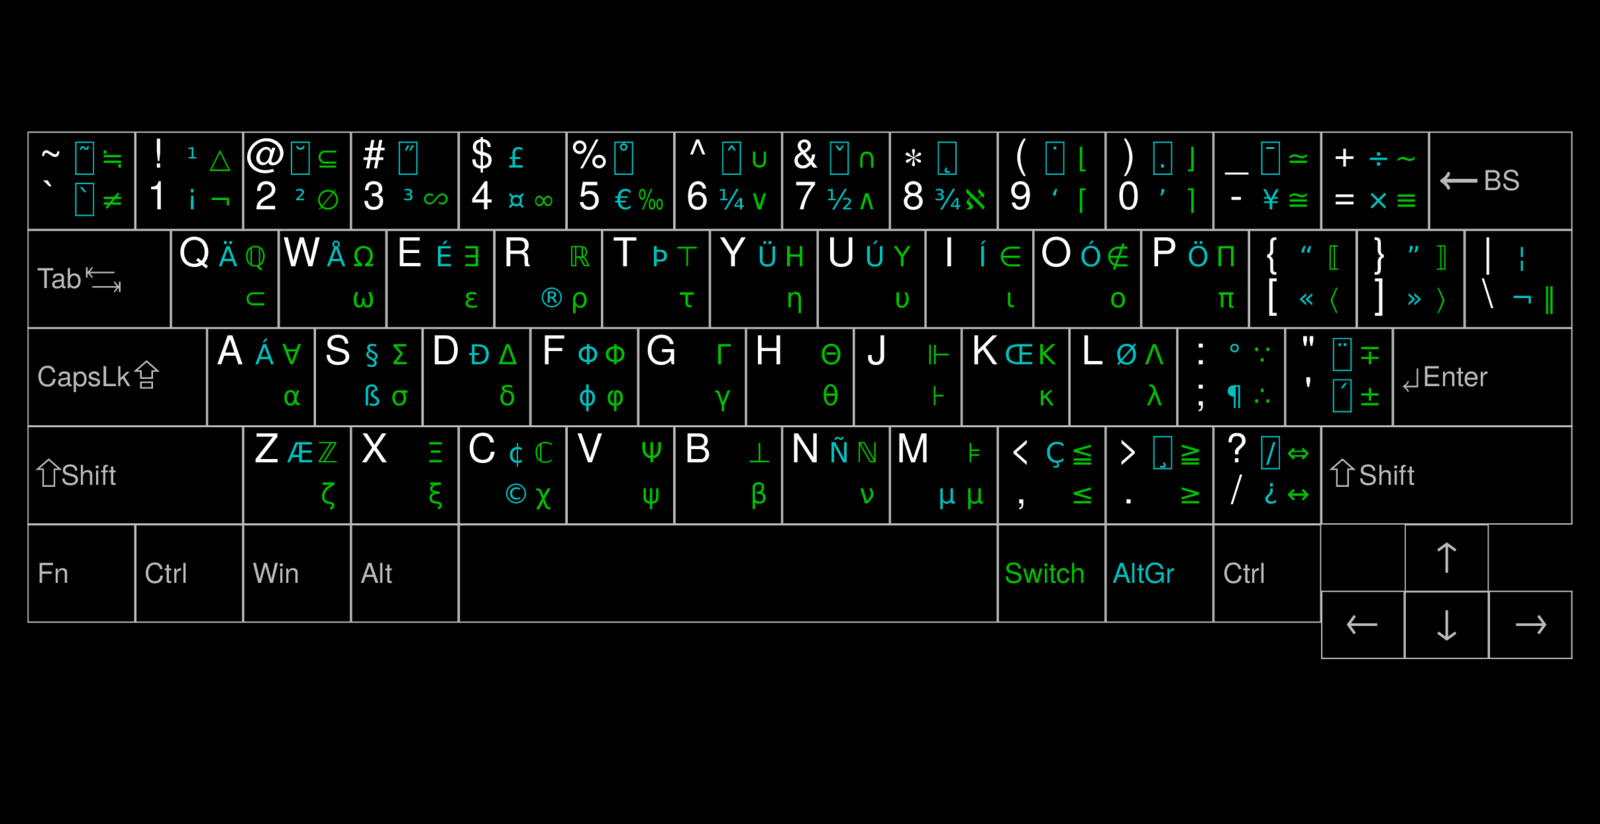 ~ ˜ ≒ ! ¹ △ @ ˘ ⊆ # ˝ $ £ % ° ^ ˆ ∪ & ˇ ∩ * ˛ ( ˙ ⌊ ) . ⌋ _ ¯ ≃ + ÷ ∼
` ` ≠ 1 ¡ ¬ 2 ² ∅ 3 ³ ∽ 4 ¤ ∞ 5 € ‰ 6 ¼ ∨ 7 ½ ∧ 8 ¾ ℵ 9 ‘ ⌈ 0 ’ ⌉ - ¥ ≅ = × ≡ ← BS
Tab Q Ä ℚ W Å Ω E É ∃ R ℝ T Þ ⊤ Y Ü Η U Ú Υ I Í ∈ O Ó ∉ P Ö Π { “ ⟦ } ” ⟧ | ¦
⊂ ω ε ® ρ τ η υ ι ο π [ « 〈 ] » 〉 \ ¬ ∥
CapsLk A Á ∀ S § Σ D Ð Δ F Φ Φ G Γ H Θ J ⊩ K Œ Κ L Ø Λ : ° ∵ " ¨ ∓ Enter
α ß σ δ ϕ φ γ θ ⊦ κ λ ; ¶ ∴ ' ´ ±
⇧Shift Z Æ ℤ X Ξ C ¢ ℂ V Ψ B ⊥ N Ñ ℕ M ⊧ < Ç ≦ > ¸ ≧ ? / ⇔ ⇧Shift
ζ ξ © χ ψ β ν µ μ , ≤ . ≥ / ¿ ↔
Fn Ctrl Win Alt Switch AltGr Ctrl ↑
← ↓ →